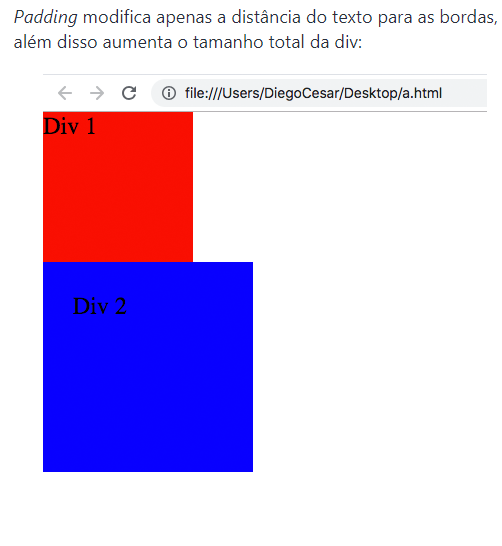 Padding modifica apenas a distância do texto para as bordas,
além disso aumenta o tamanho total da div:
file:///Users/DiegoCesar/Desktop/a.html
Div 1
Div 2